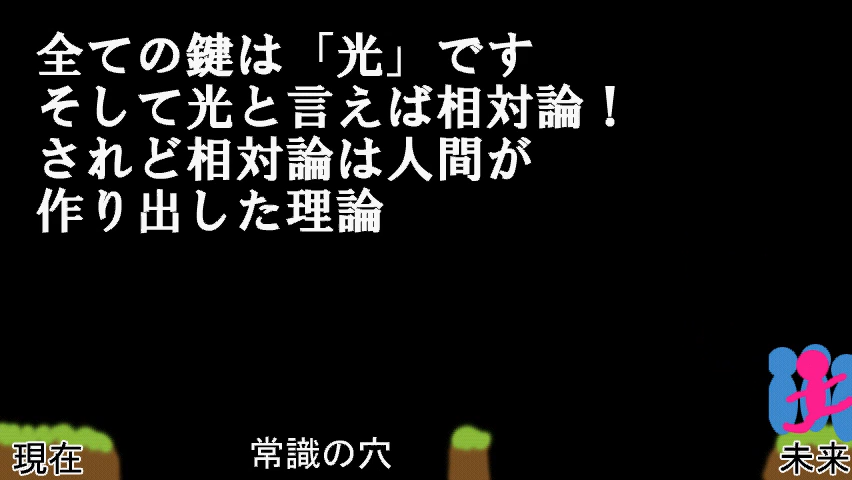 全ての鍵は「光」です
そして光と言えば相対論！
されど相対論は人間が
作り出した理論
現在
常識の穴
未来